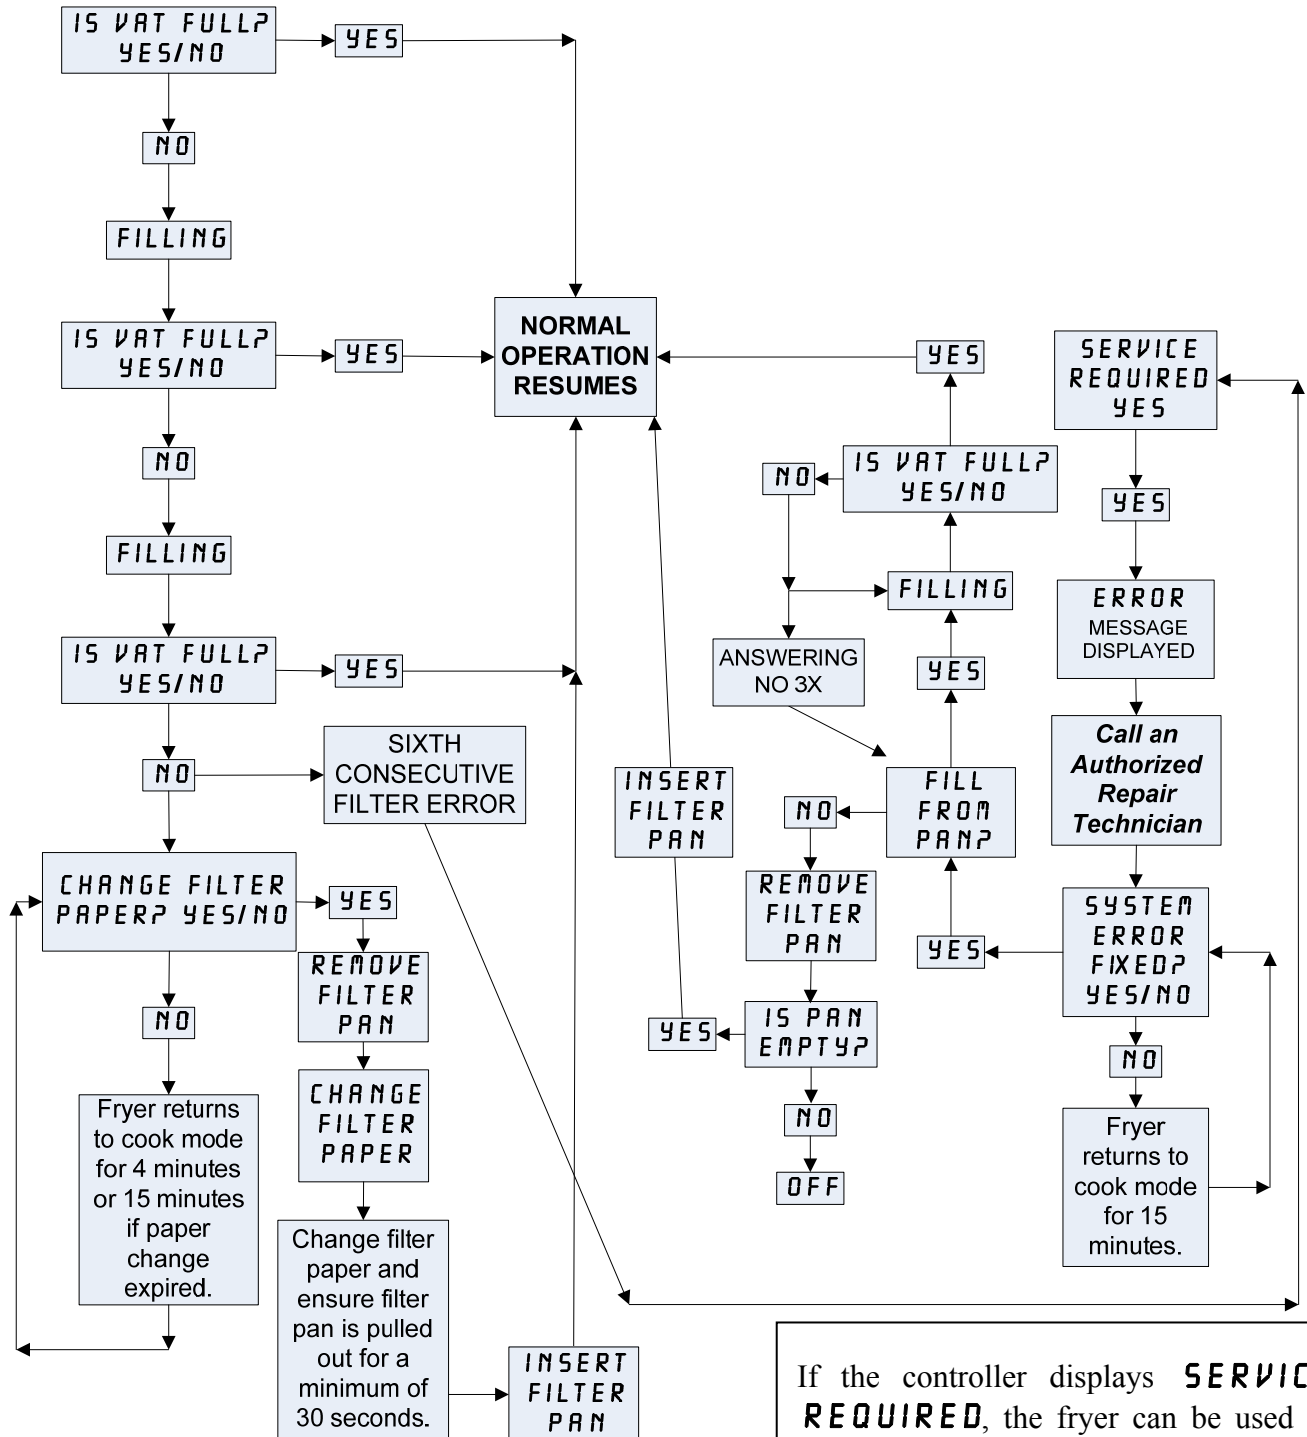 IS VAT FULL?
YES/NO
YES
NO
FILLING
IS VAT FULL?
YES/NO
YES
NO
FILLING
IS VAT FULL?
YES/NO
YES
NO
SIXTH
CONSECUTIVE
FILTER ERROR
CHANGE FILTER
PAPER? YES/NO
YES
NO
Fryer returns
to cook mode
for 4 minutes
or 15 minutes
if paper
change
expired.
REMOVE
FILTER
PAN
CHANGE
FILTER
PAPER
Change filter
paper and
ensure filter
pan is pulled
out for a
minimum of
30 seconds.
INSERT
FILTER
PAN
NORMAL
OPERATION
RESUMES
YES
IS VAT FULL?
YES/NO
NO
FILLING
ANSWERING
NO 3X
YES
FILL
FROM
PAN?
NO
REMOVE
FILTER
PAN
IS PAN
EMPTY?
YES
INSERT
FILTER
PAN
NO
OFF
SERVICE
REQUIRED
YES
YES
ERROR
MESSAGE
DISPLAYED
Call an
Authorized
Repair
Technician
SYSTEM
ERROR
FIXED?
YES/NO
YES
NO
Fryer
returns to
cook mode
for 15
minutes.
If the controller displays SERVIC
REQUIRED, the fryer can be used